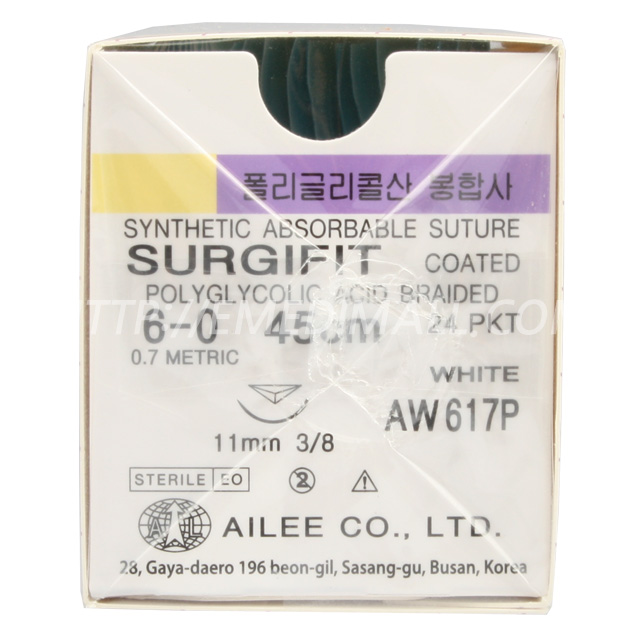 폴리글리콜산 봉합사
SYNTHETIC ABSORBABLE SUTURE
SURGIFIT COATED
POLYGLYCOLIC ACID BRAIDED
6-0 45cm 24 PKT
0.7 METRIC
WHITE
AW617P
11mm 3/8
STERILE EO
2
AILEE CO., LTD.
28, Gaya-daero 196 beon-gil, Sasang-gu, Busan, Korea